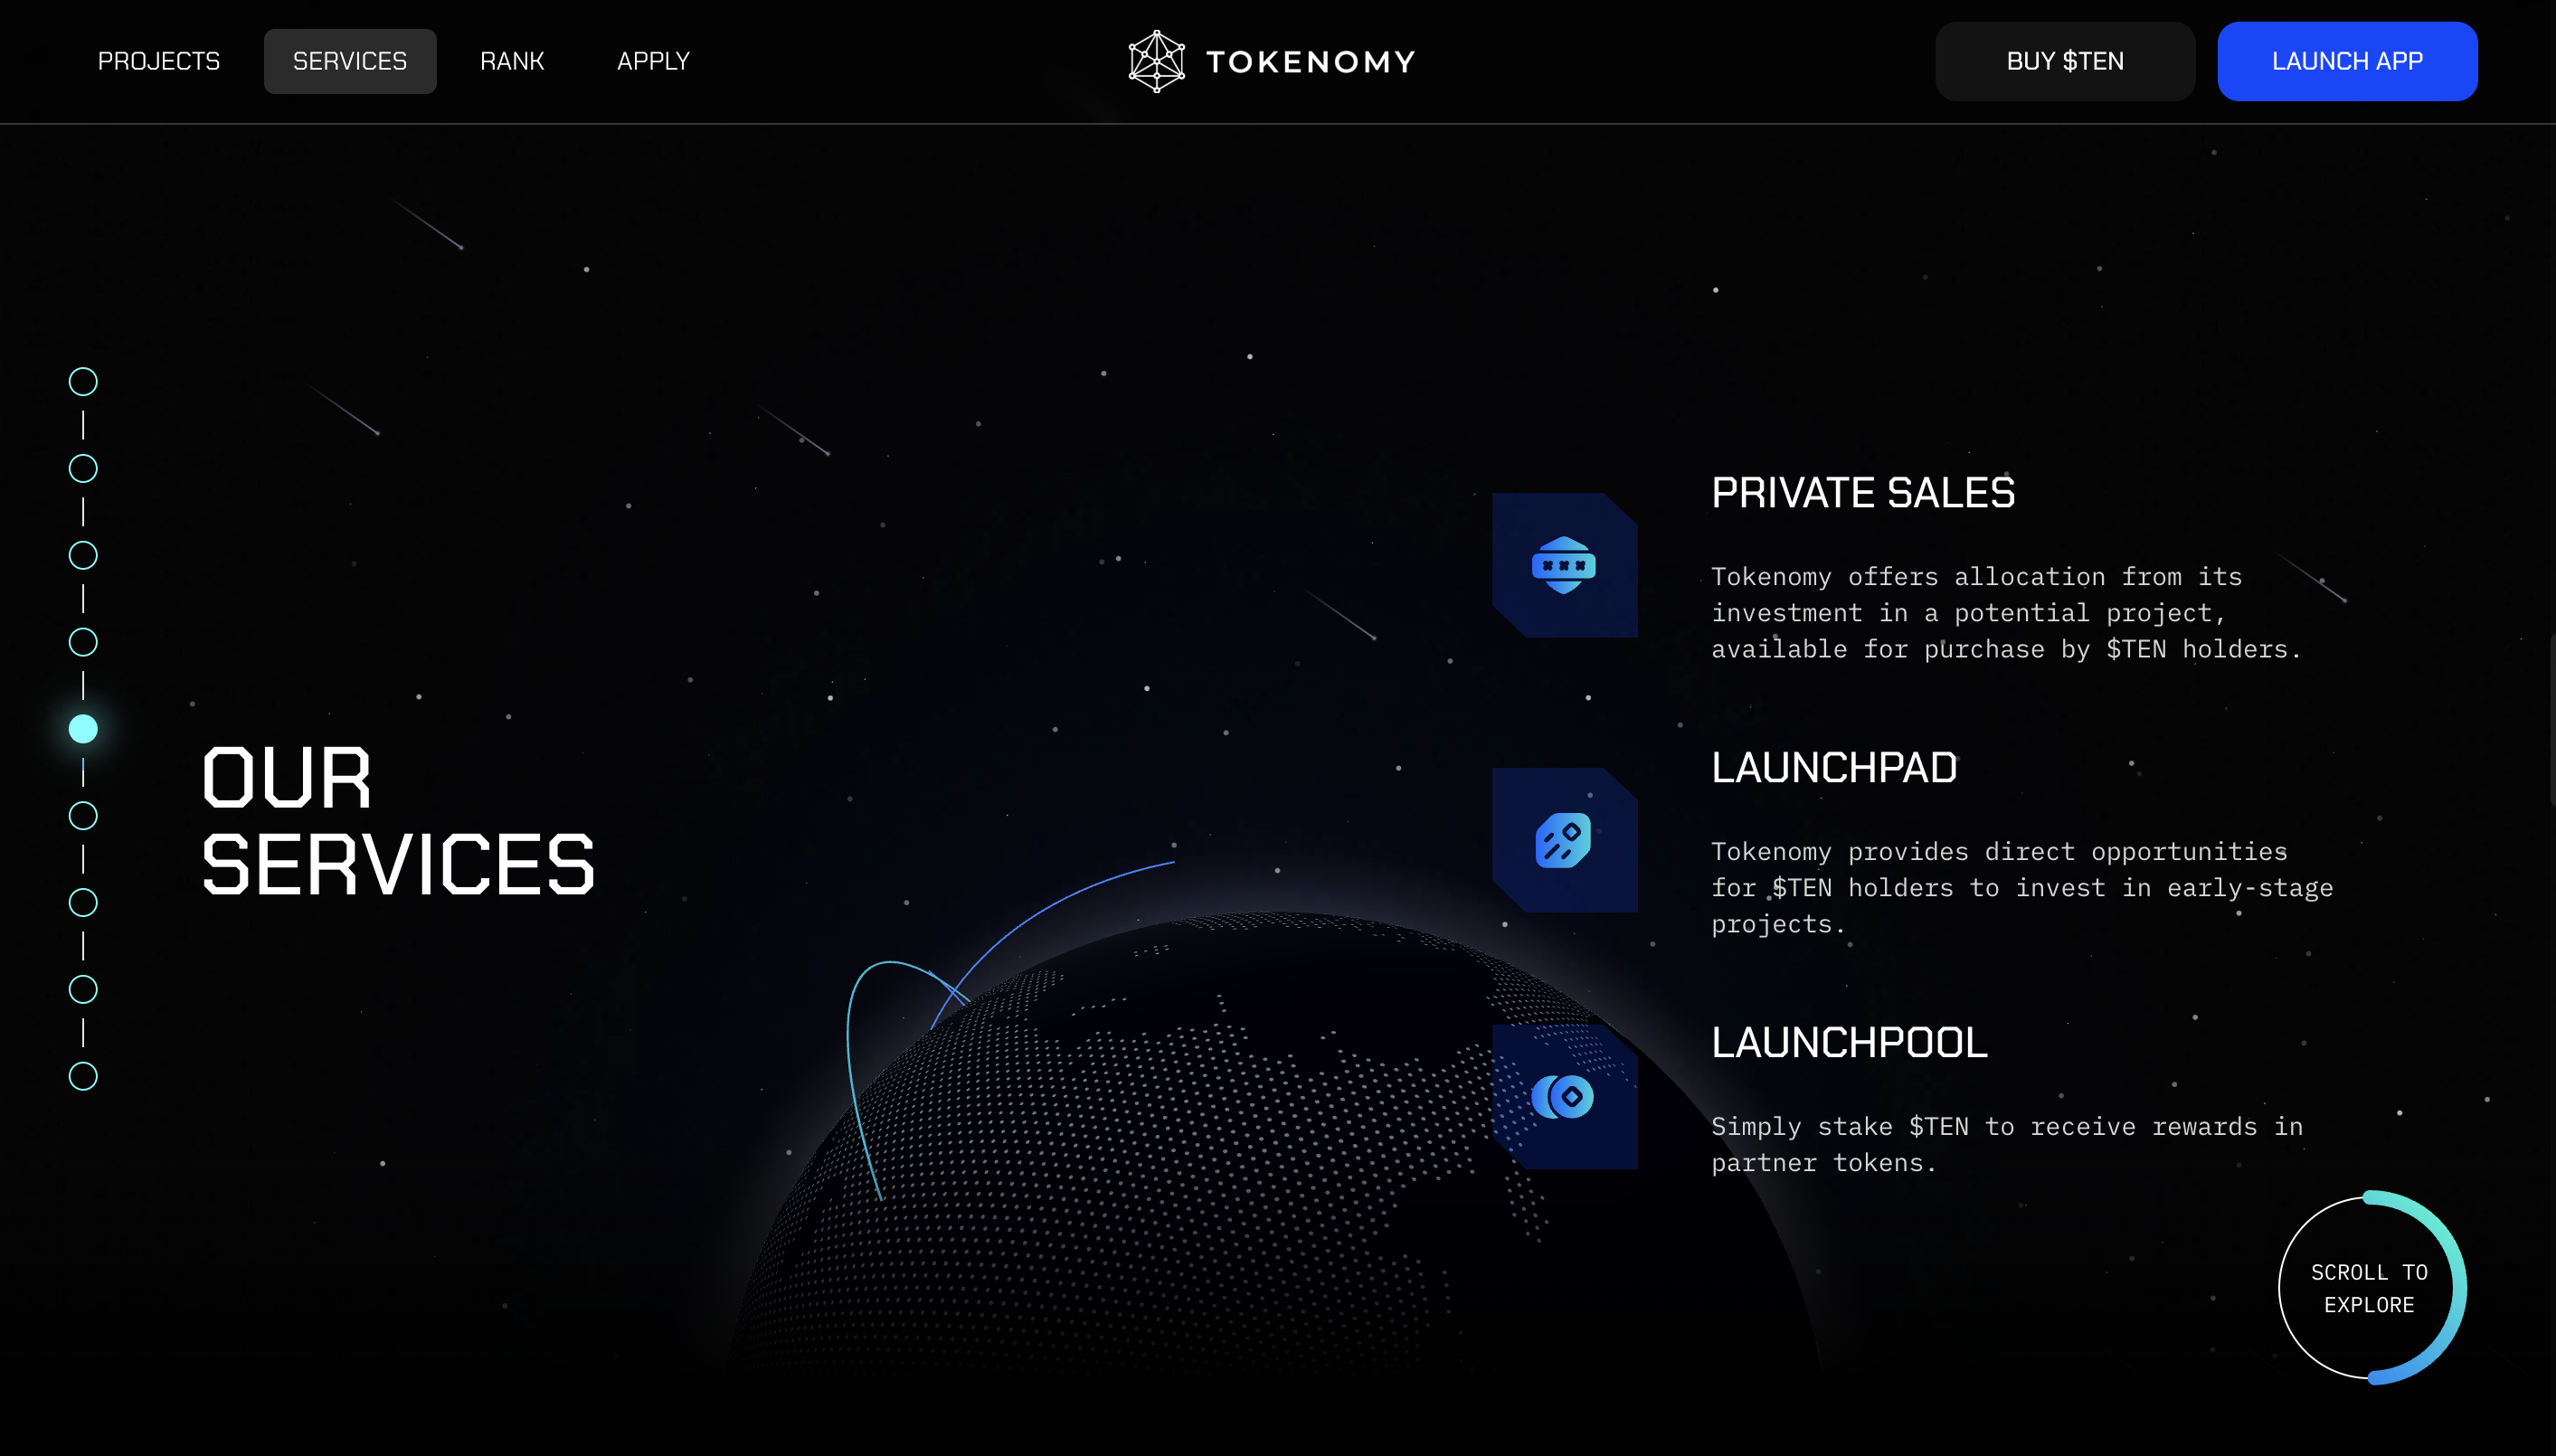 PROJECTS
SERVICES
RANK
APPLY
TOKENOMY
BUY $TEN
LAUNCH APP
OUR
SERVICES
PRIVATE SALES
Tokenomy offers allocation from its
investment in a potential project,
available for purchase by $TEN holders.
LAUNCHPAD
Tokenomy provides direct opportunities
for $TEN holders to invest in early-stage
projects.
LAUNCHPOOL
Simply stake $TEN to receive rewards in
partner tokens.
SCROLL TO
EXPLORE